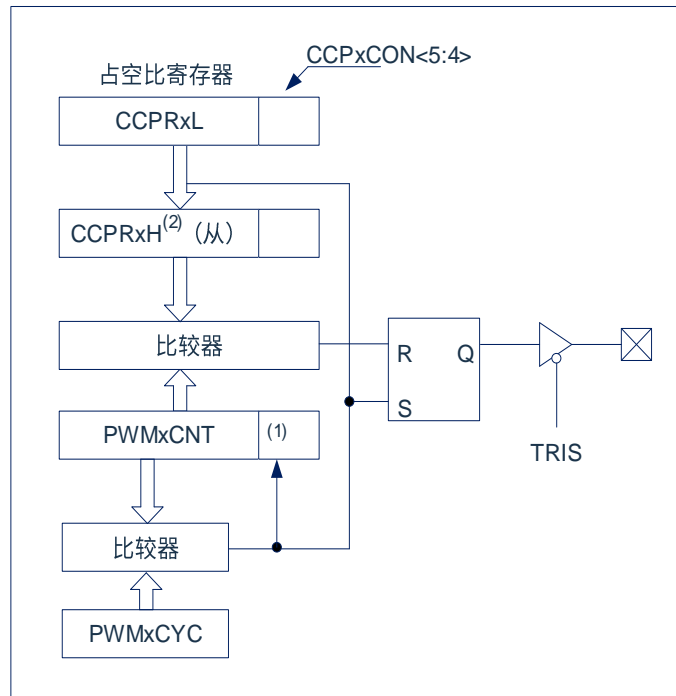 CCPxCON<5:4>
占空比寄存器
CCPRxL
CCPRxH(2)（从）
比较器
R Q
S
PWMxCNT (1)
TRIS
比较器
PWMxCYC